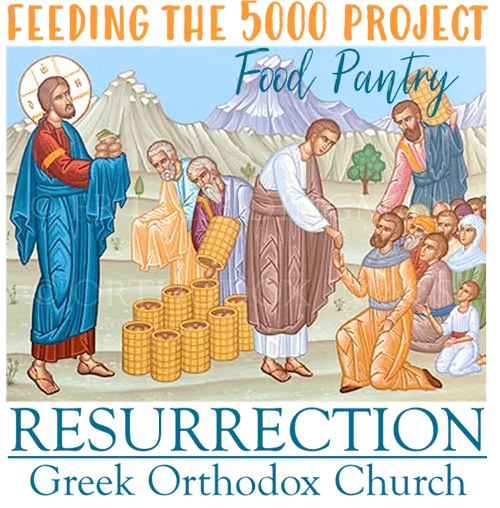 FEEDING THE 5000 PROJECT
Food Pantry
RESURRECTION
Greek Orthodox Church